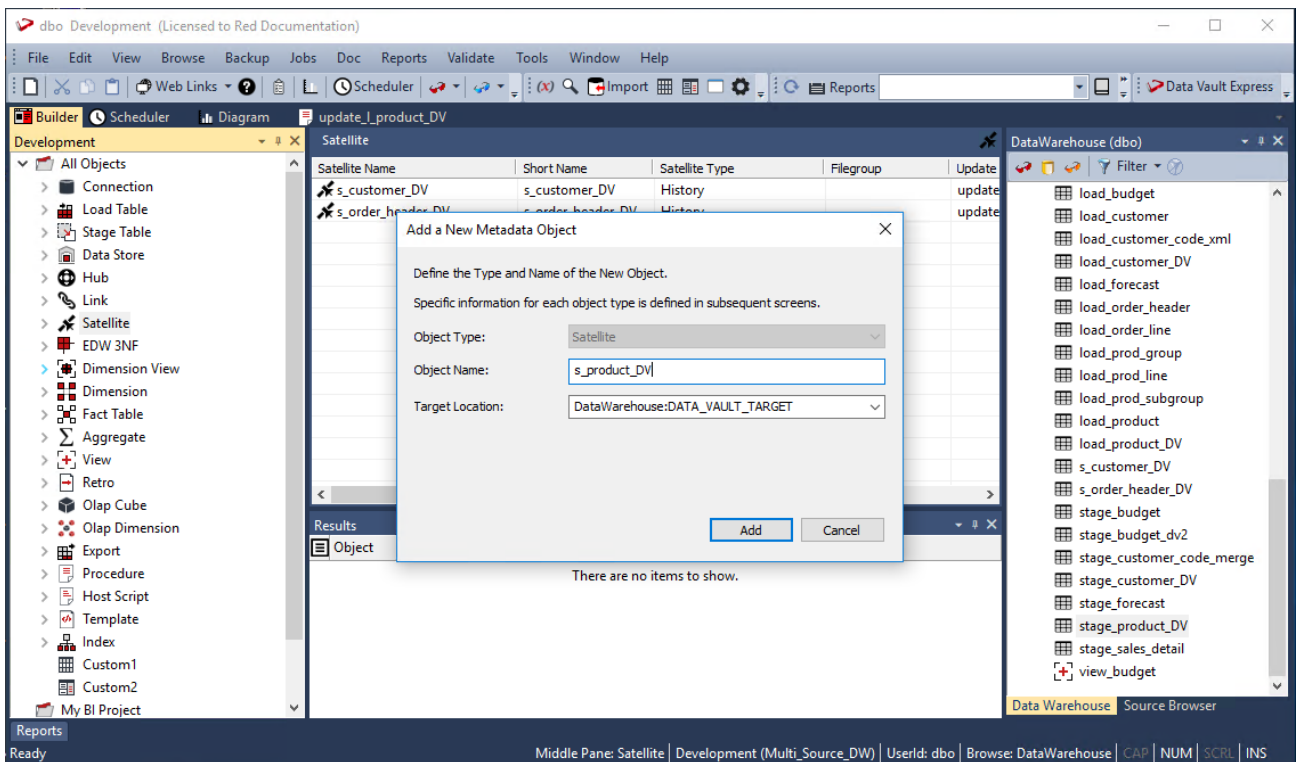 dbo Development (Licensed to Red Documentation)
File Edit View Browse Backup Jobs Doc Reports Validate Tools Window Help
Web Links Scheduler (x) Import Reports Data Vault Express
Builder Scheduler Diagram update_l_product_DV
Development
All Objects
Connection
Load Table
Stage Table
Data Store
Hub
Link
Satellite
EDW 3NF
Dimension View
Dimension
Fact Table
Aggregate
View
Retro
Olap Cube
Olap Dimension
Export
Procedure
Host Script
Template
Index
Custom1
Custom2
My BI Project
Satellite
Satellite Name Short Name Satellite Type Filegroup Update
s_customer_DV s_customer_DV History update
s_order_header_DV s_order_header_DV History update
Add a New Metadata Object
Define the Type and Name of the New Object.
Specific information for each object type is defined in subsequent screens.
Object Type: Satellite
Object Name: s_product_DV
Target Location: DataWarehouse:DATA_VAULT_TARGET
Add Cancel
Results
Object
There are no items to show.
DataWarehouse (dbo)
Filter
load_budget
load_customer
load_customer_code_xml
load_customer_DV
load_forecast
load_order_header
load_order_line
load_prod_group
load_prod_line
load_prod_subgroup
load_product
load_product_DV
s_customer_DV
s_order_header_DV
stage_budget
stage_budget_dv2
stage_customer_code_merge
stage_customer_DV
stage_forecast
stage_product_DV
stage_sales_detail
view_budget
Data Warehouse Source Browser
Reports
Ready Middle Pane: Satellite Development (Multi_Source_DW) UserId: dbo Browse: DataWarehouse CAP NUM SCRL INS